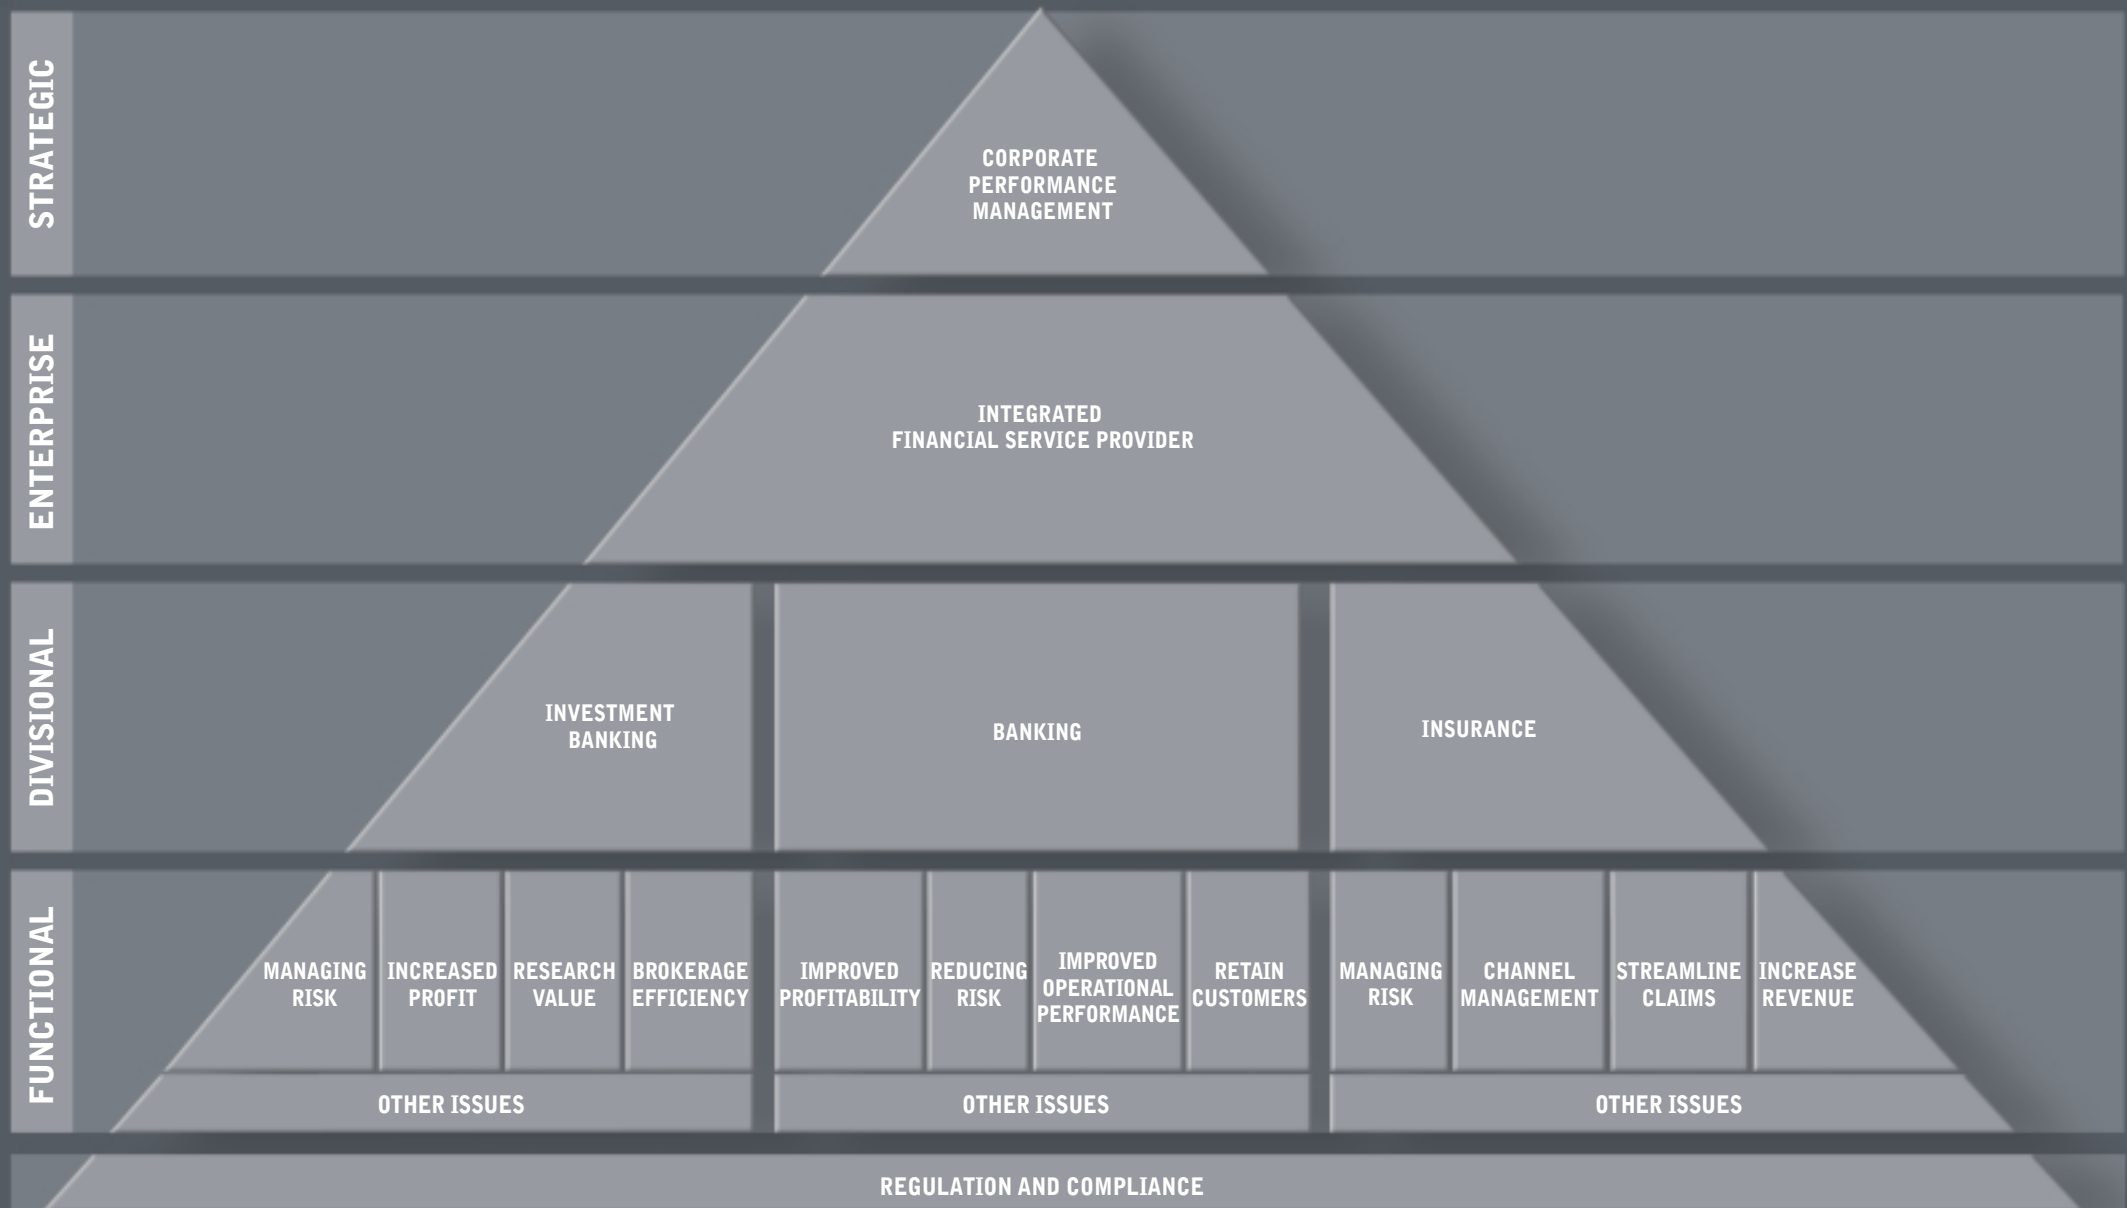 STRATEGIC
CORPORATE
PERFORMANCE
MANAGEMENT
ENTERPRISE
INTEGRATED
FINANCIAL SERVICE PROVIDER
DIVISIONAL
INVESTMENT
BANKING
BANKING
INSURANCE
FUNCTIONAL
MANAGING
RISK
INCREASED
PROFIT
RESEARCH
VALUE
BROKERAGE
EFFICIENCY
IMPROVED
PROFITABILITY
REDUCING
RISK
IMPROVED
OPERATIONAL
PERFORMANCE
RETAIN
CUSTOMERS
MANAGING
RISK
CHANNEL
MANAGEMENT
STREAMLINE
CLAIMS
INCREASE
REVENUE
OTHER ISSUES
OTHER ISSUES
OTHER ISSUES
REGULATION AND COMPLIANCE